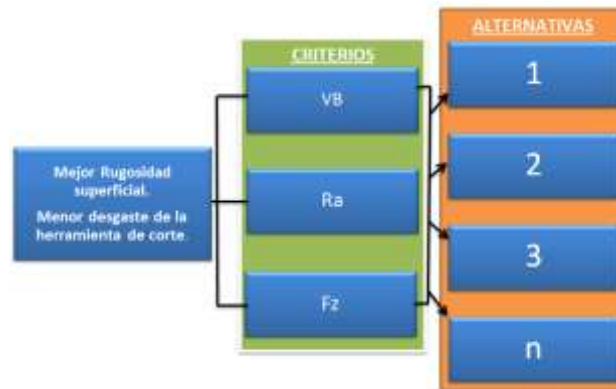 Mejor Rugosidad
superficial.
Menor desgaste de la
herramienta de corte.
CRITERIOS
VB
Ra
Fz
ALTERNATIVAS
1
2
3
n